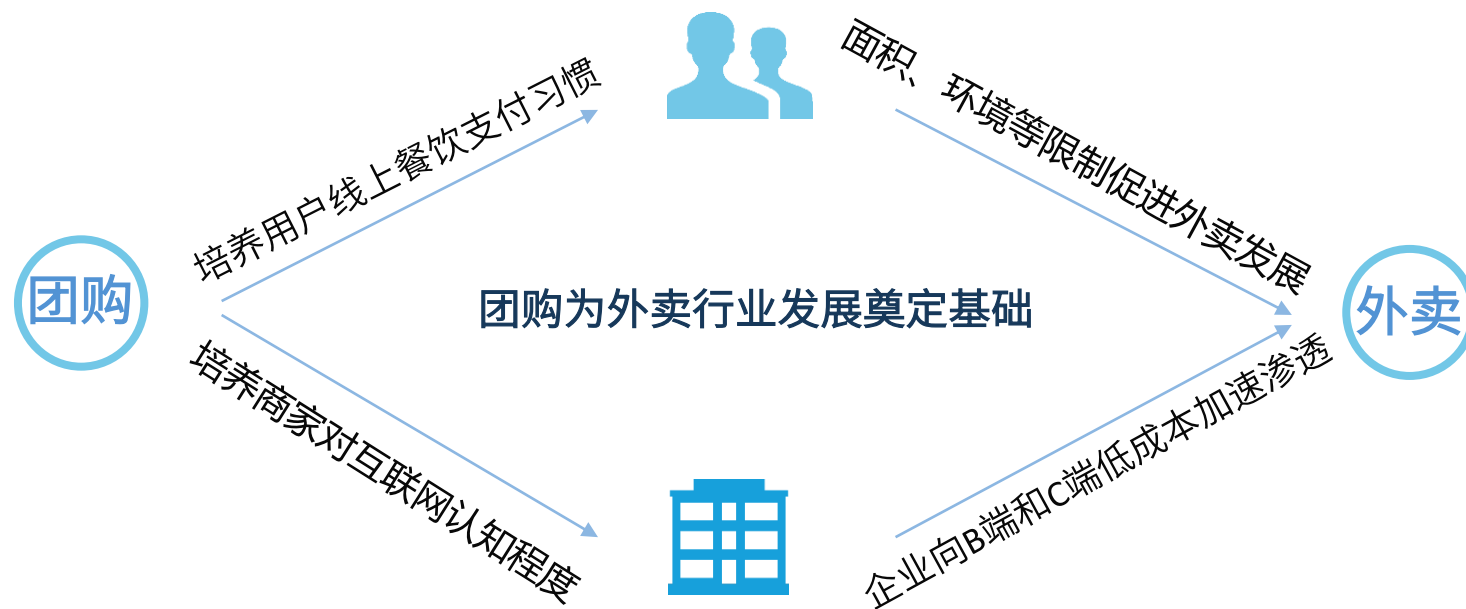 培养用户线上餐饮支付习惯
面积、环境等限制促进外卖发展
团购
团购为外卖行业发展奠定基础
外卖
培养商家对互联网认知程度
企业向B端和C端低成本加速渗透